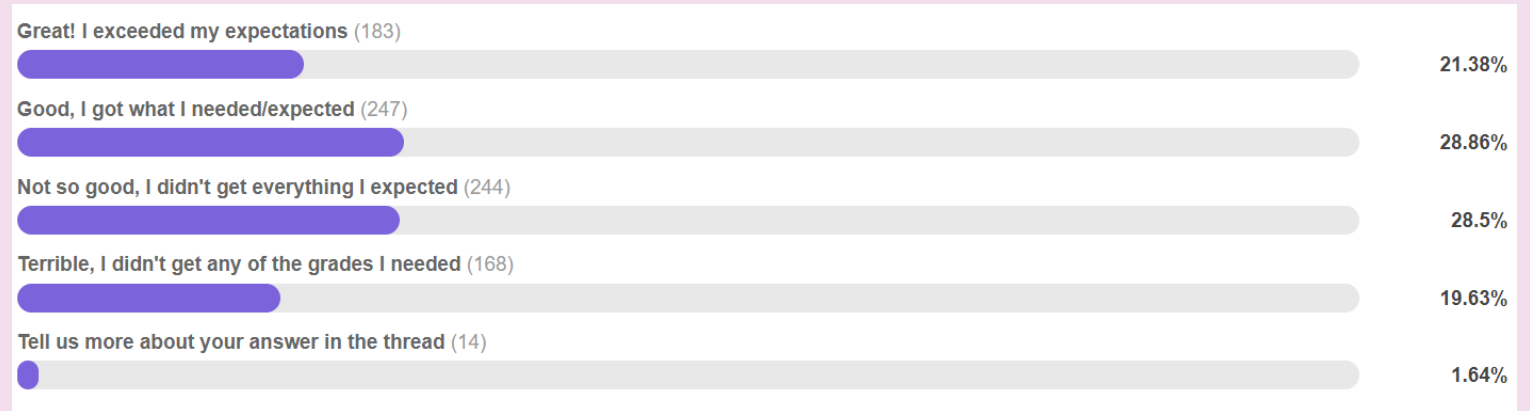 Great! I exceeded my expectations (183)
21.38%
Good, I got what I needed/expected (247)
28.86%
Not so good, I didn't get everything I expected (244)
28.5%
Terrible, I didn't get any of the grades I needed (168)
19.63%
Tell us more about your answer in the thread (14)
1.64%